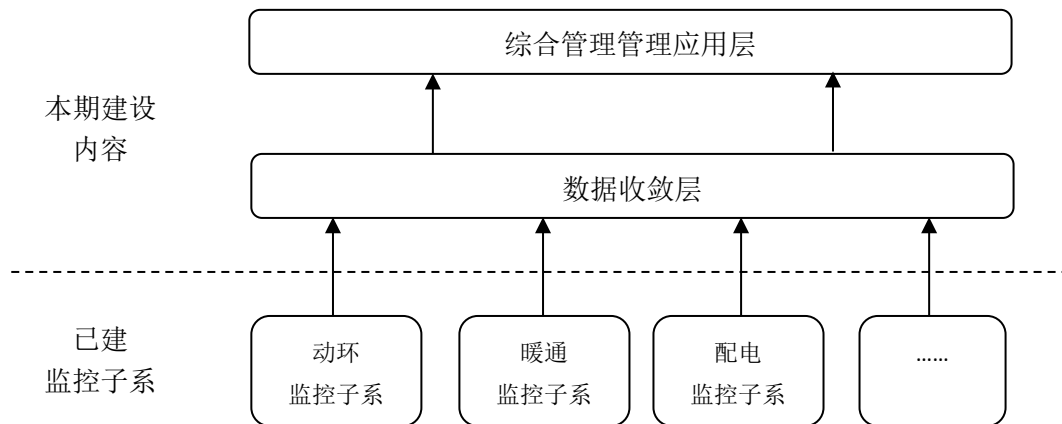 综合管理管理应用层
本期建设
内容
数据收敛层
已建
监控子系
动环
监控子系
暖通
监控子系
配电
监控子系
......